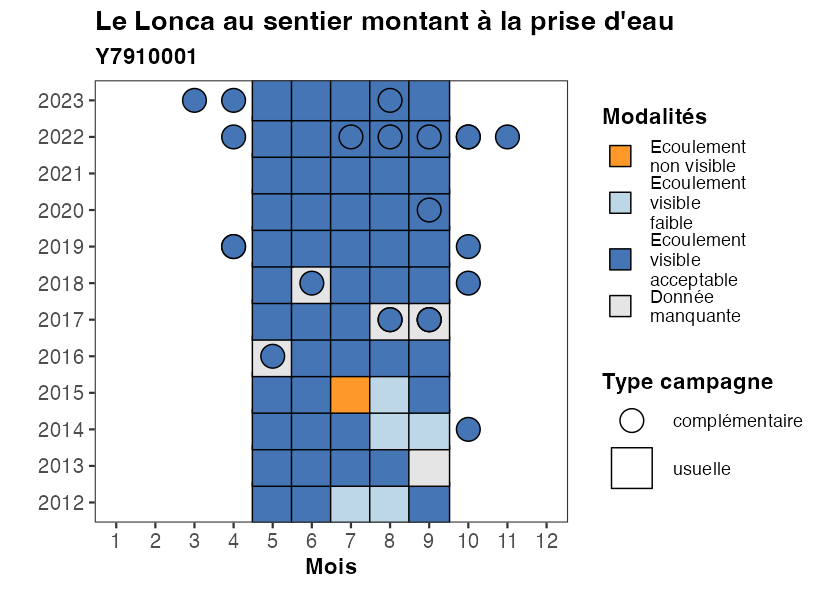 Le Lonca au sentier montant à la prise d'eau
Y7910001
2023
2022
2021
2020
2019
2018
2017
2016
2015
2014
2013
2012
1 2 3 4 5 6 7 8 9 10 11 12
Mois
Modalités
Ecoulement
non visible
Ecoulement
visible
faible
Ecoulement
visible
acceptable
Donnée
manquante
Type campagne
complémentaire
usuelle